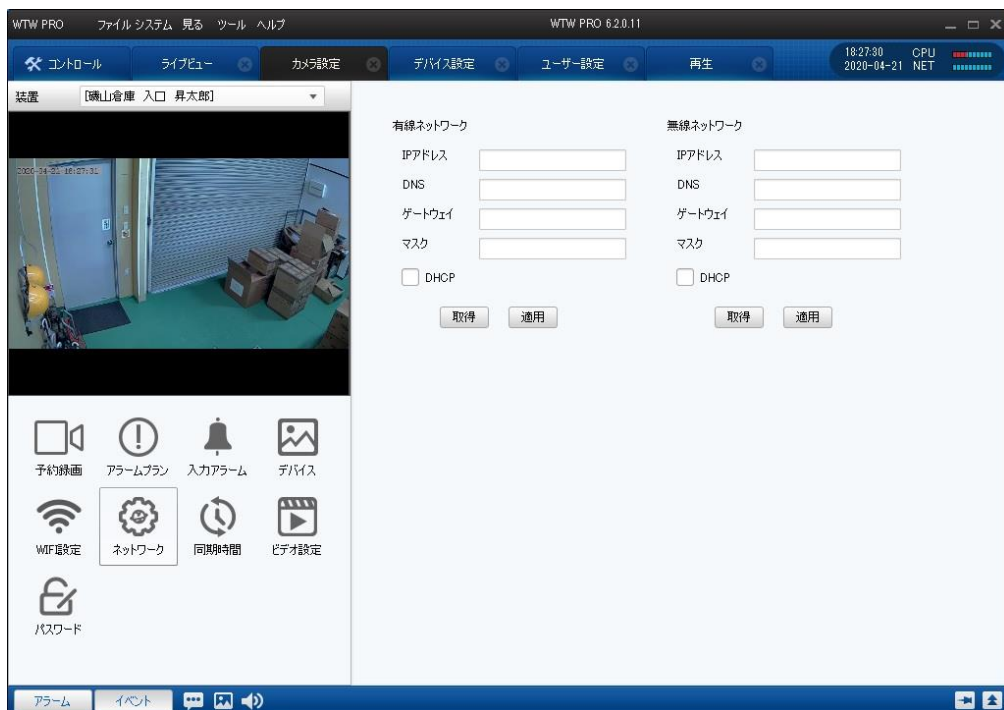 WTW PRO ファイル システム 見る ツール ヘルプ WTW PRO 6.2.0.11
コントロール ライブビュー カメラ設定 デバイス設定 ユーザー設定 再生 18:27:30 CPU
2020-04-21 NET
装置 [磯山倉庫 入口 昇太郎]
2020-04-21 18:27:31
有線ネットワーク 無線ネットワーク
IPアドレス IPアドレス
DNS DNS
ゲートウェイ ゲートウェイ
マスク マスク
DHCP DHCP
取得 適用 取得 適用
予約録画 アラームプラン 入力アラーム デバイス
WIFI設定 ネットワーク 同期時間 ビデオ設定
パスワード
アラーム イベント